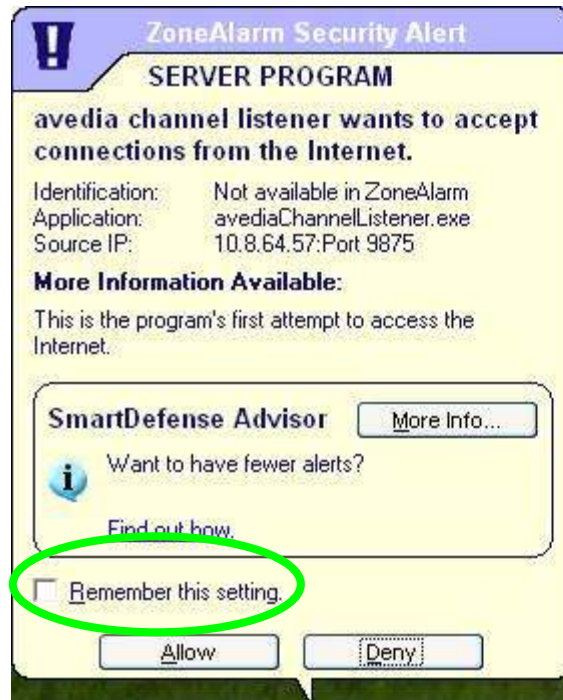 ZoneAlarm Security Alert
SERVER PROGRAM
avedia channel listener wants to accept
connections from the Internet.
Identification: Not available in ZoneAlarm
Application: avediaChannelListener.exe
Source IP: 10.8.64.57:Port 9875
More Information Available:
This is the program's first attempt to access the
Internet.
SmartDefense Advisor More Info...
Want to have fewer alerts?
Find out how.
Remember this setting.
Allow Deny